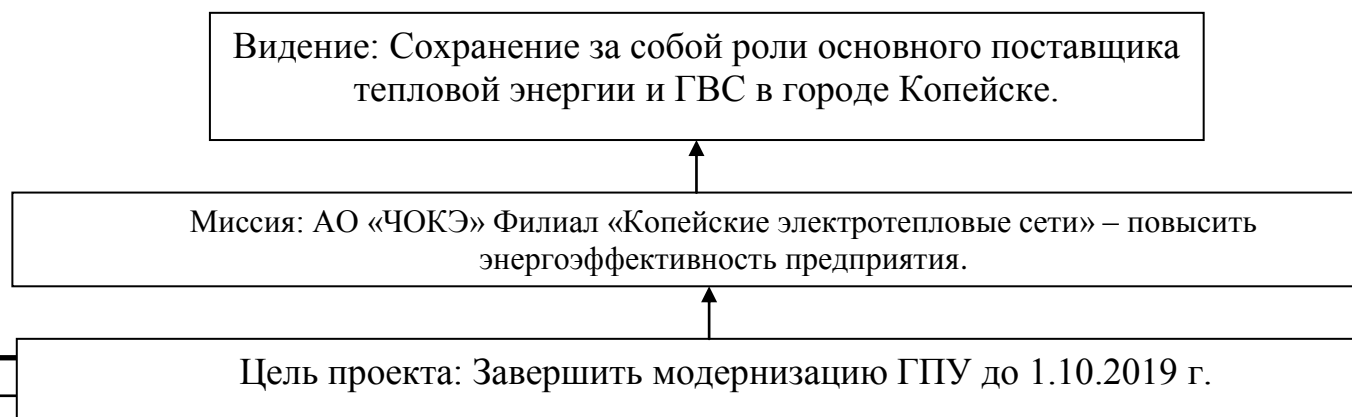 Видение: Сохранение за собой роли основного поставщика
тепловой энергии и ГВС в городе Копейске.
Миссия: АО «ЧОКЭ» Филиал «Копейские электротепловые сети» – повысить
энергоэффективность предприятия.
Цель проекта: Завершить модернизацию ГПУ до 1.10.2019 г.